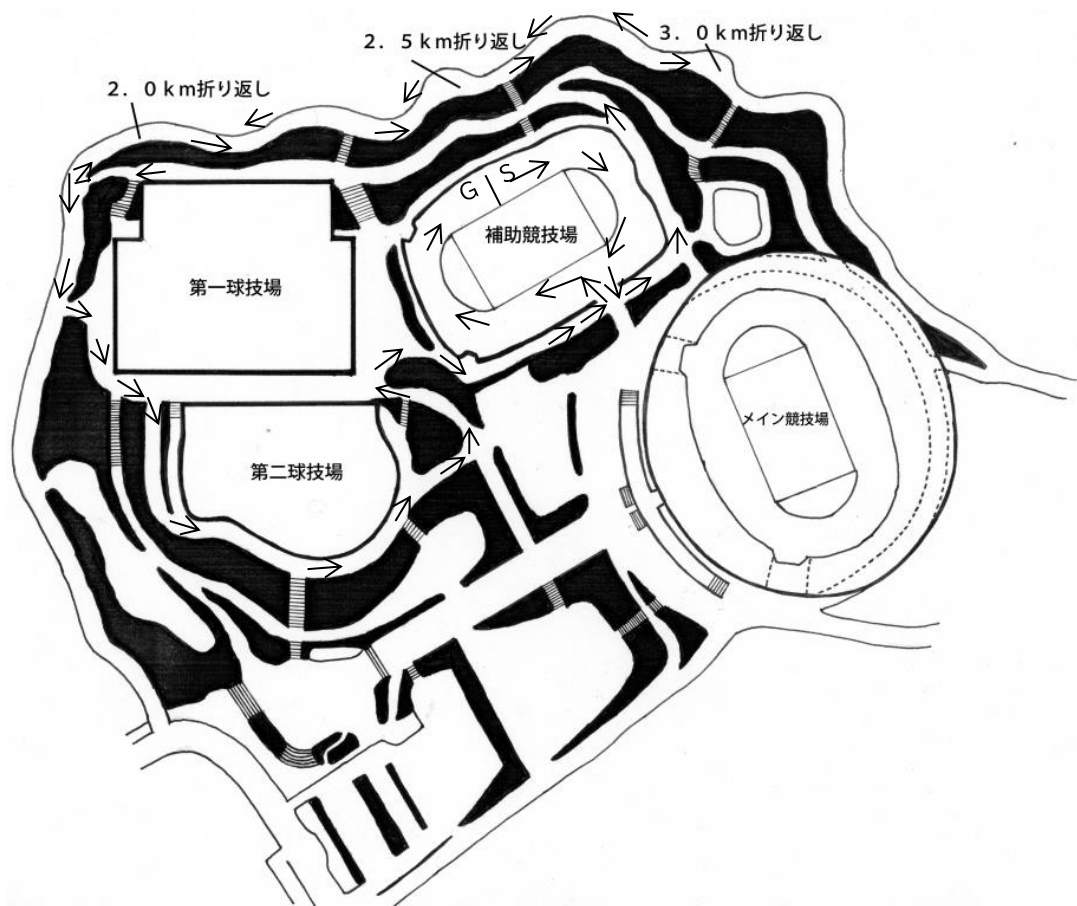 ３．０ｋｍ折り返し
２．５ｋｍ折り返し
２．０ｋｍ折り返し
G S
補助競技場
第一球技場
メイン競技場
第二球技場